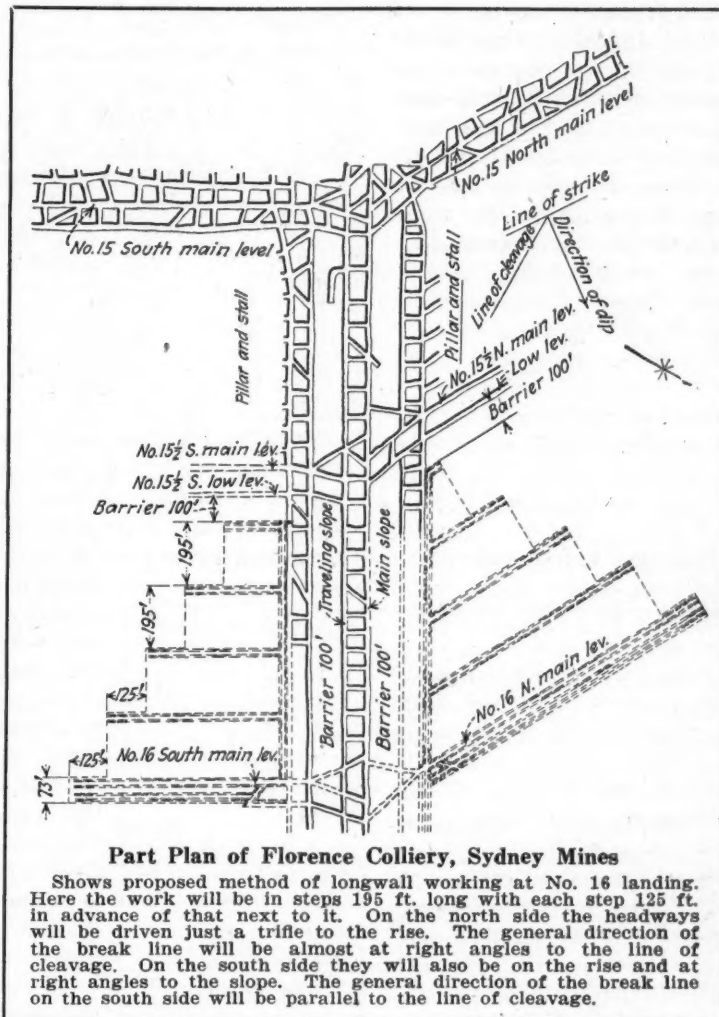 No.15 North main level
No.15 South main level
Line of strike
Line of cleavage
Direction of dip
Pillar and stall
Pillar and stall
No.15½ N. main lev.
Low lev.
Barrier 100'
No.15½ S. main lev.
No.15½ S. low lev.
Barrier 100'
195'
195'
125'
125'
73'
Traveling slope
Main slope
Barrier 100'
Barrier 100'
No.16 South main lev.
No.16 N. main lev.
Part Plan of Florence Colliery, Sydney Mines
Shows proposed method of longwall working at No. 16 landing.
Here the work will be in steps 195 ft. long with each step 125 ft.
in advance of that next to it. On the north side the headways
will be driven just a trifle to the rise. The general direction of
the break line will be almost at right angles to the line of
cleavage. On the south side they will also be on the rise and at
right angles to the slope. The general direction of the break line
on the south side will be parallel to the line of cleavage.